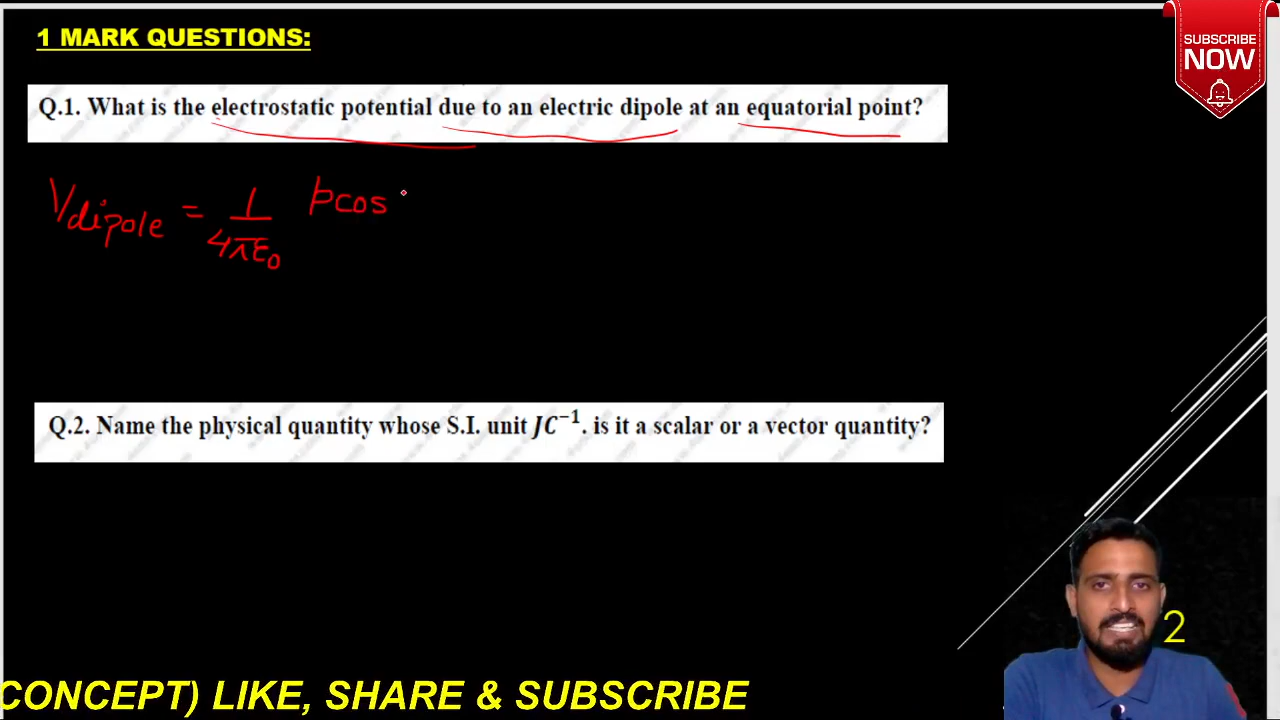 1 MARK QUESTIONS:
SUBSCRIBE
NOW
Q.1. What is the electrostatic potential due to an electric dipole at an equatorial point?
Vdipole = 1/4πε₀ pcos
Q.2. Name the physical quantity whose S.I. unit JC⁻¹. is it a scalar or a vector quantity?
2
CONCEPT) LIKE, SHARE & SUBSCRIBE